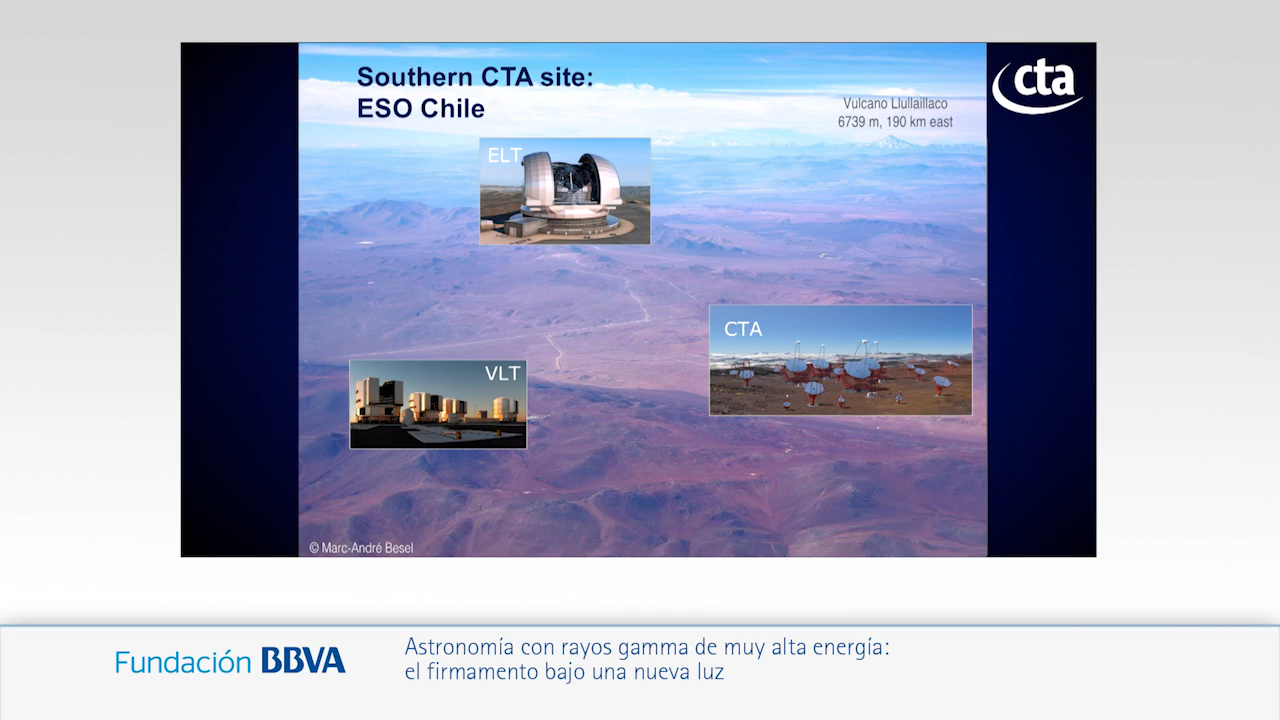 Southern CTA site:
ESO Chile
cta
Vulcano Llullaillaco
6739 m, 190 km east
ELT
CTA
VLT
© Marc-André Besel
Fundación BBVA
Astronomía con rayos gamma de muy alta energía:
el firmamento bajo una nueva luz